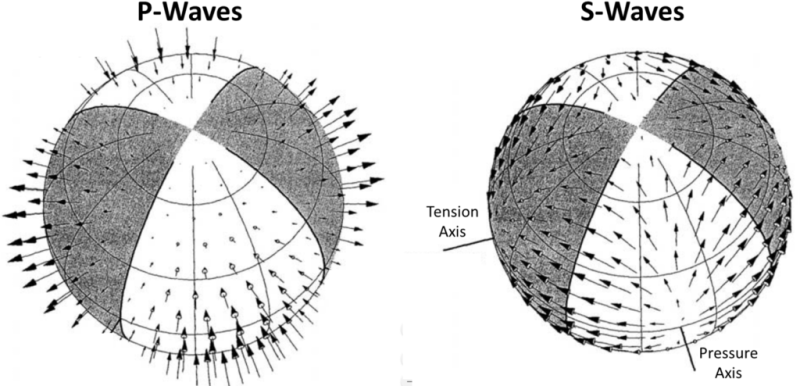 P-Waves
S-Waves
Tension
Axis
Pressure
Axis